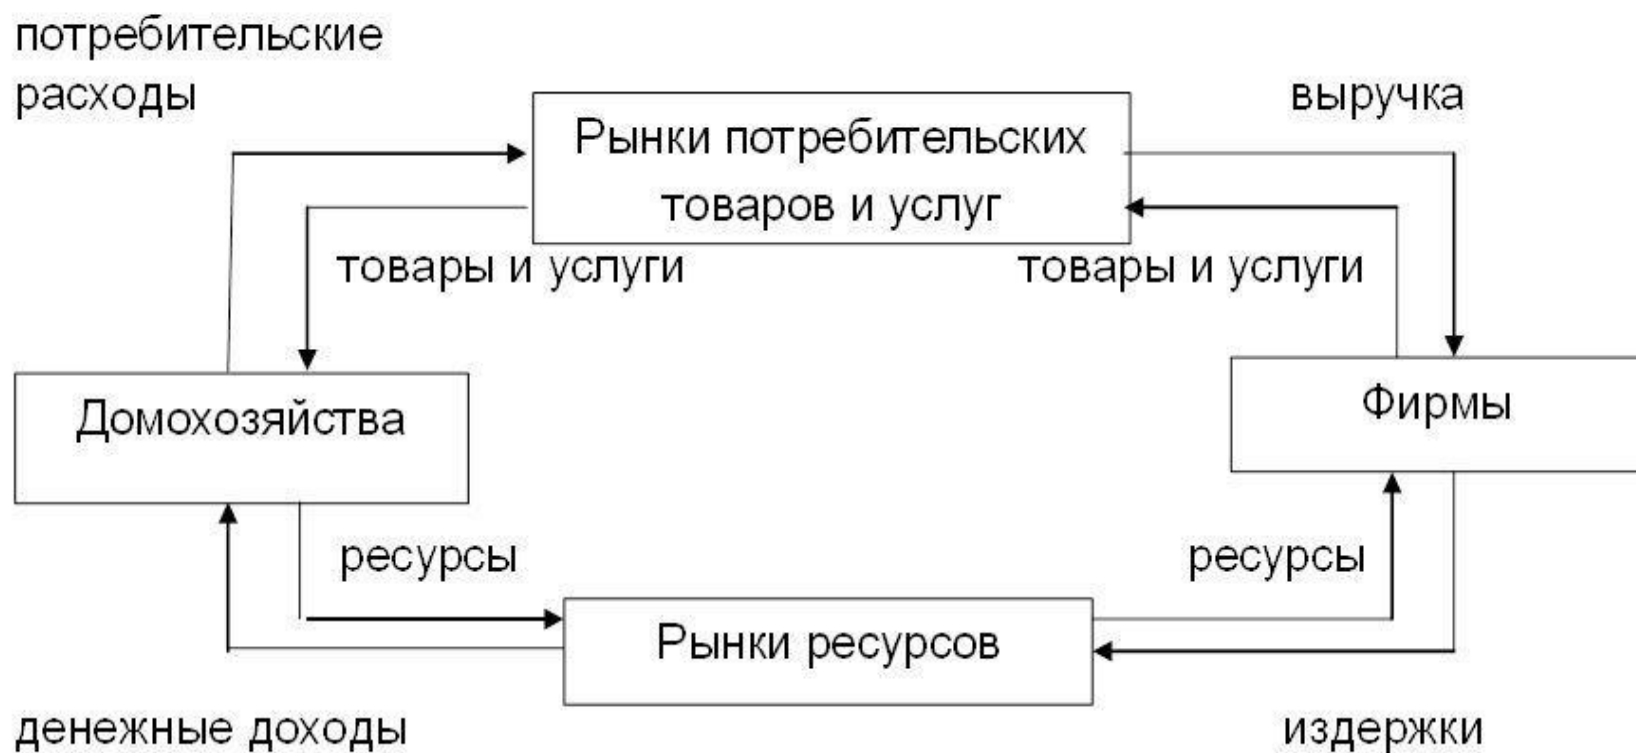 потребительские
расходы
выручка
Рынки потребительских
товаров и услуг
товары и услуги
товары и услуги
Домохозяйства
Фирмы
ресурсы
ресурсы
Рынки ресурсов
денежные доходы
издержки